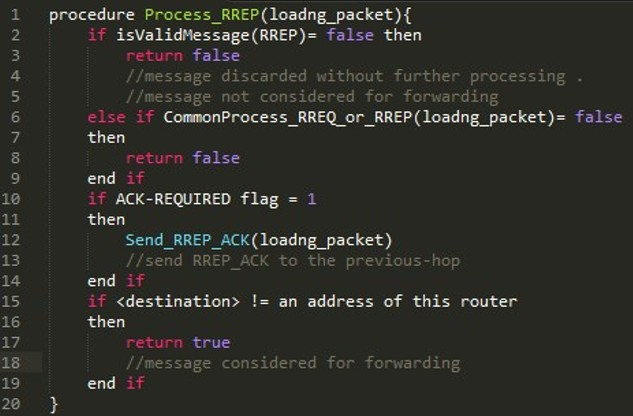 1 procedure Process_RREP(loadng_packet){
2 if isValidMessage(RREP)= false then
3 return false
4 //message discarded without further processing .
5 //message not considered for forwarding
6 else if CommonProcess_RREQ_or_RREP(loadng_packet)= false
7 then
8 return false
9 end if
10 if ACK-REQUIRED flag = 1
11 then
12 Send_RREP_ACK(loadng_packet)
13 //send RREP_ACK to the previous-hop
14 end if
15 if <destination> != an address of this router
16 then
17 return true
18 //message considered for forwarding
19 end if
20 }